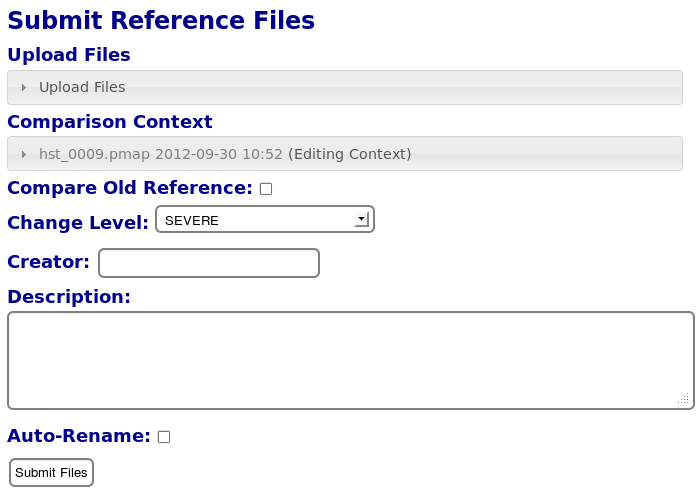 Submit Reference Files
Upload Files
Upload Files
Comparison Context
hst_0009.pmap 2012-09-30 10:52 (Editing Context)
Compare Old Reference:
Change Level: SEVERE
Creator:
Description:
Auto-Rename:
Submit Files